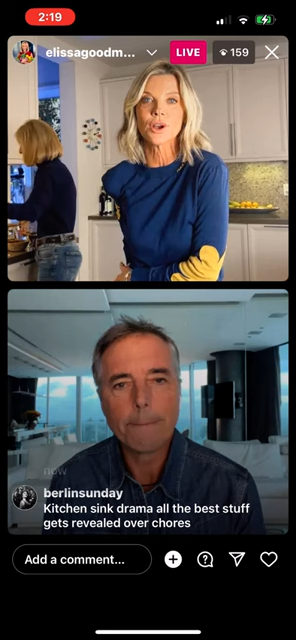 2:19
elissagoodm...
LIVE
159
now
berlinsunday
Kitchen sink drama all the best stuff
gets revealed over chores
Add a comment...